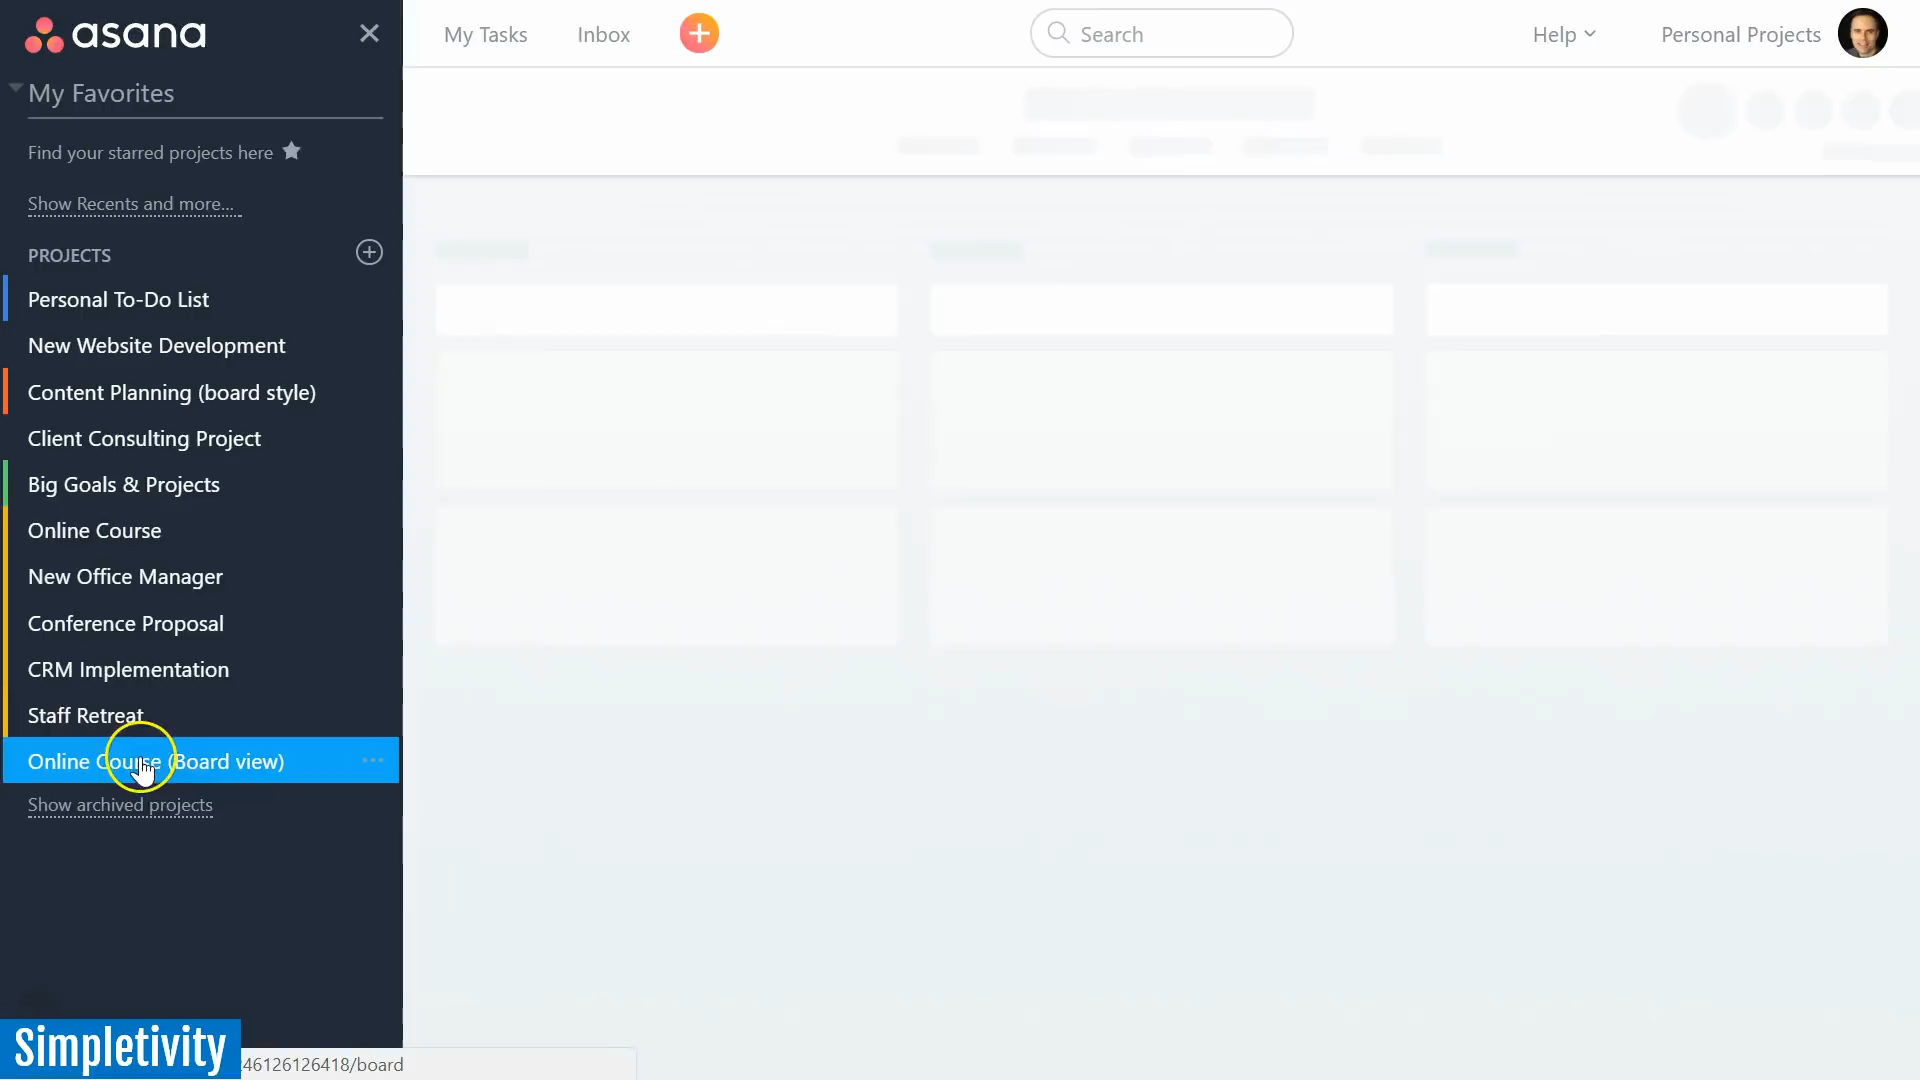 asana
My Tasks
Inbox
Search
Help
Personal Projects
My Favorites
Find your starred projects here
Show Recents and more...
PROJECTS
Personal To-Do List
New Website Development
Content Planning (board style)
Client Consulting Project
Big Goals & Projects
Online Course
New Office Manager
Conference Proposal
CRM Implementation
Staff Retreat
Online Course (Board view)
Show archived projects
Simpletivity
46126126418/board